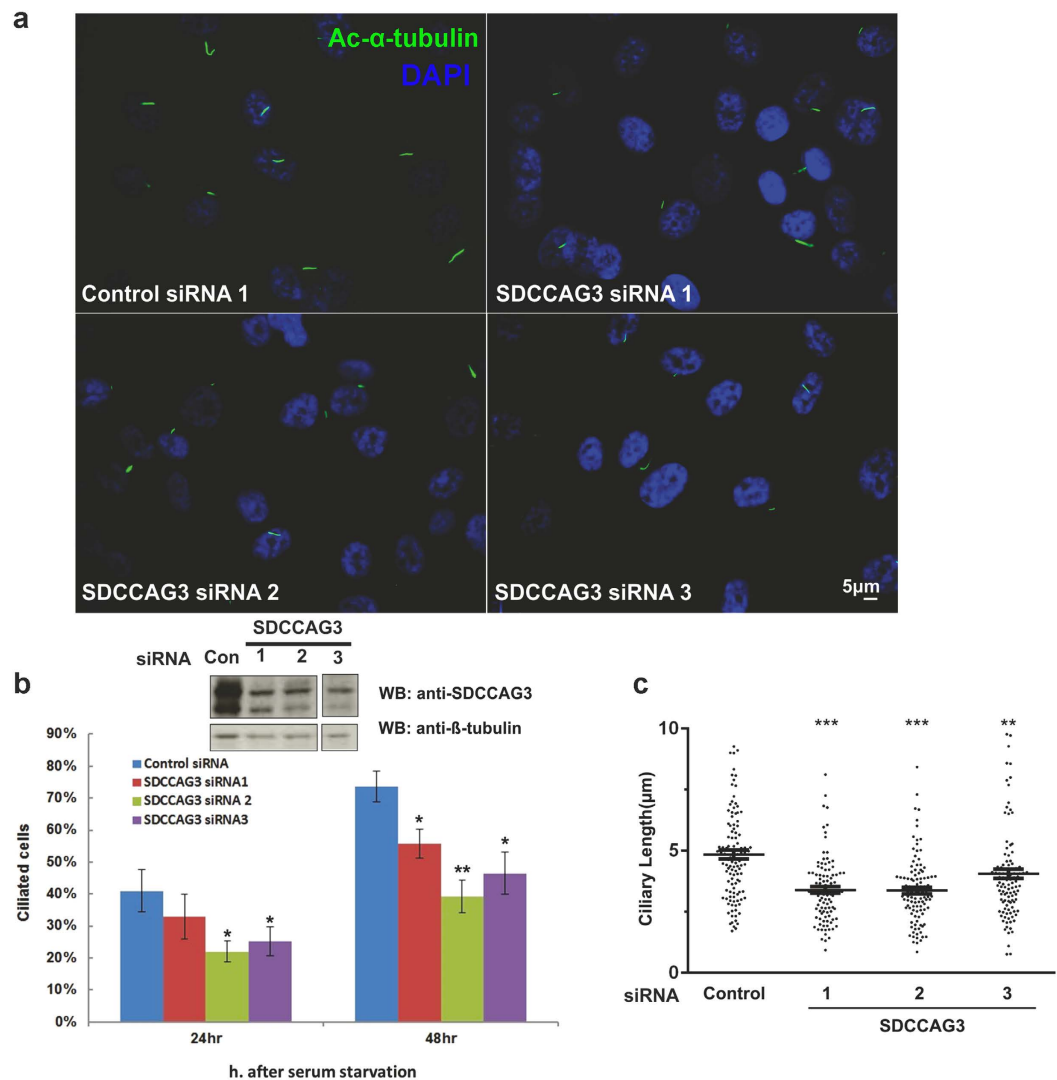 a
Ac-α-tubulin
DAPI
Control siRNA 1
SDCCAG3 siRNA 1
SDCCAG3 siRNA 2
SDCCAG3 siRNA 3
5μm
b
SDCCAG3
siRNA Con 1 2 3
WB: anti-SDCCAG3
WB: anti-ß-tubulin
90%
80%
70%
60%
50%
40%
30%
20%
10%
0%
Ciliated cells
Control siRNA
SDCCAG3 siRNA1
SDCCAG3 siRNA 2
SDCCAG3 siRNA3
* *
* ** *
24hr 48hr
h. after serum starvation
c
*** *** **
10
5
0
Ciliary Length(μm)
siRNA Control 1 2 3
SDCCAG3